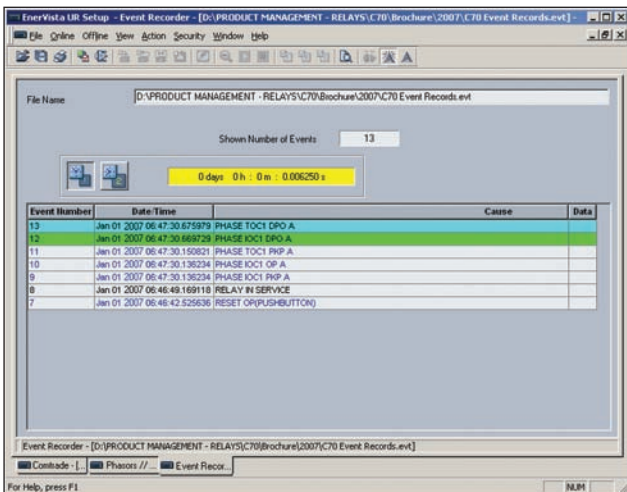 EnerVista UR Setup - Event Recorder - [D:\PRODUCT MANAGEMENT - RELAYS\C70\Brochure\2007\C70 Event Records.evt] -
File Online Offline View Action Security Window Help
File Name D:\PRODUCT MANAGEMENT - RELAYS\C70\Brochure\2007\C70 Event Records.evt
Shown Number of Events 13
0 days 0 h : 0 m : 0.006250 s
Event Number Date/Time Cause Data
13 Jan 01 2007 06:47:30.675979 PHASE TOC1 DPO A
12 Jan 01 2007 06:47:30.669729 PHASE IOC1 DPO A
11 Jan 01 2007 06:47:30.150821 PHASE TOC1 PKP A
10 Jan 01 2007 06:47:30.136234 PHASE IOC1 OP A
9 Jan 01 2007 06:47:30.136234 PHASE IOC1 PKP A
8 Jan 01 2007 06:46:49.169118 RELAY IN SERVICE
7 Jan 01 2007 06:46:42.525636 RESET OP(PUSHBUTTON)
Event Recorder - [D:\PRODUCT MANAGEMENT - RELAYS\C70\Brochure\2007\C70 Event Records.evt]
Comtrade - [... Phasors // ... Event Recor...
For Help, press F1 NUM